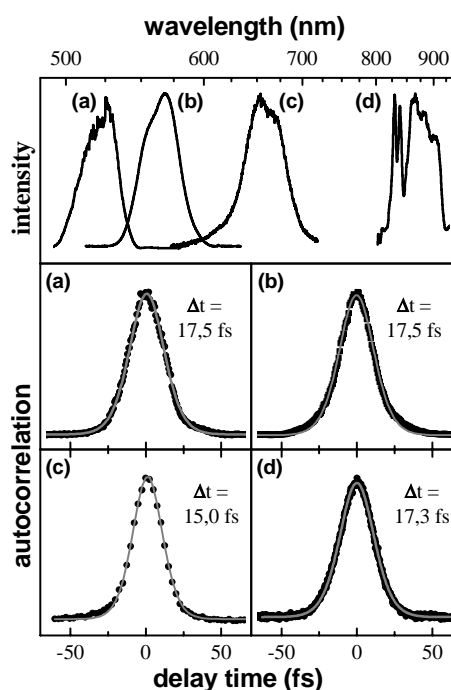 wavelength (nm)
500 600 700 800 900
(a) (b) (c) (d)
intensity
(a) Δt =
17,5 fs
(b) Δt =
17,5 fs
autocorrelation
(c) Δt =
15,0 fs
(d) Δt =
17,3 fs
-50 0 50 -50 0 50
delay time (fs)